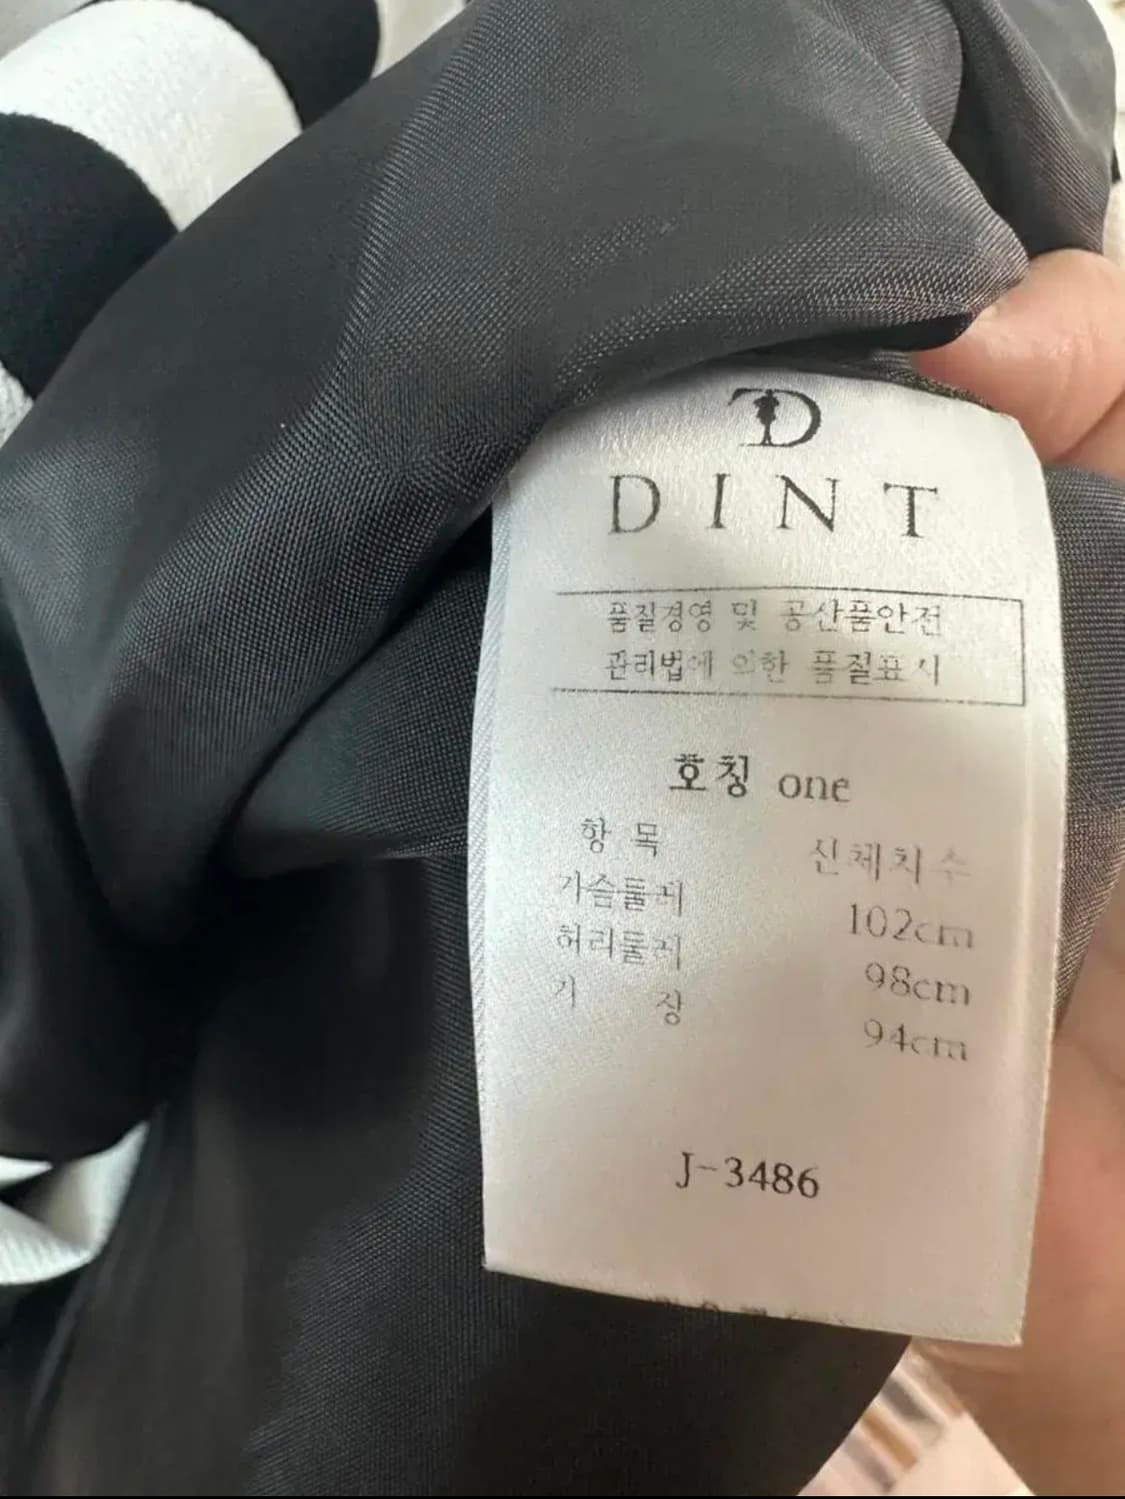 DINT
품질경영 및 공산품안전
관리법에 의한 품질표시
호칭 one
항 목 신체치수
가슴둘레 102cm
허리둘레 98cm
기 장 94cm
J-3486